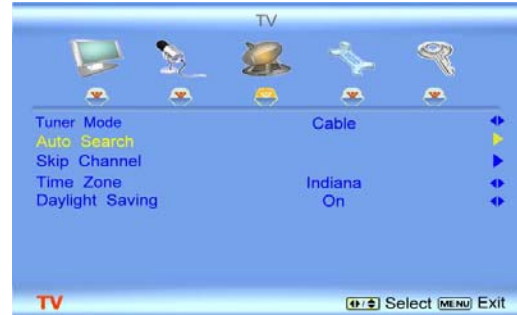 TV
Tuner Mode Cable
Auto Search
Skip Channel
Time Zone Indiana
Daylight Saving On
TV Select MENU Exit